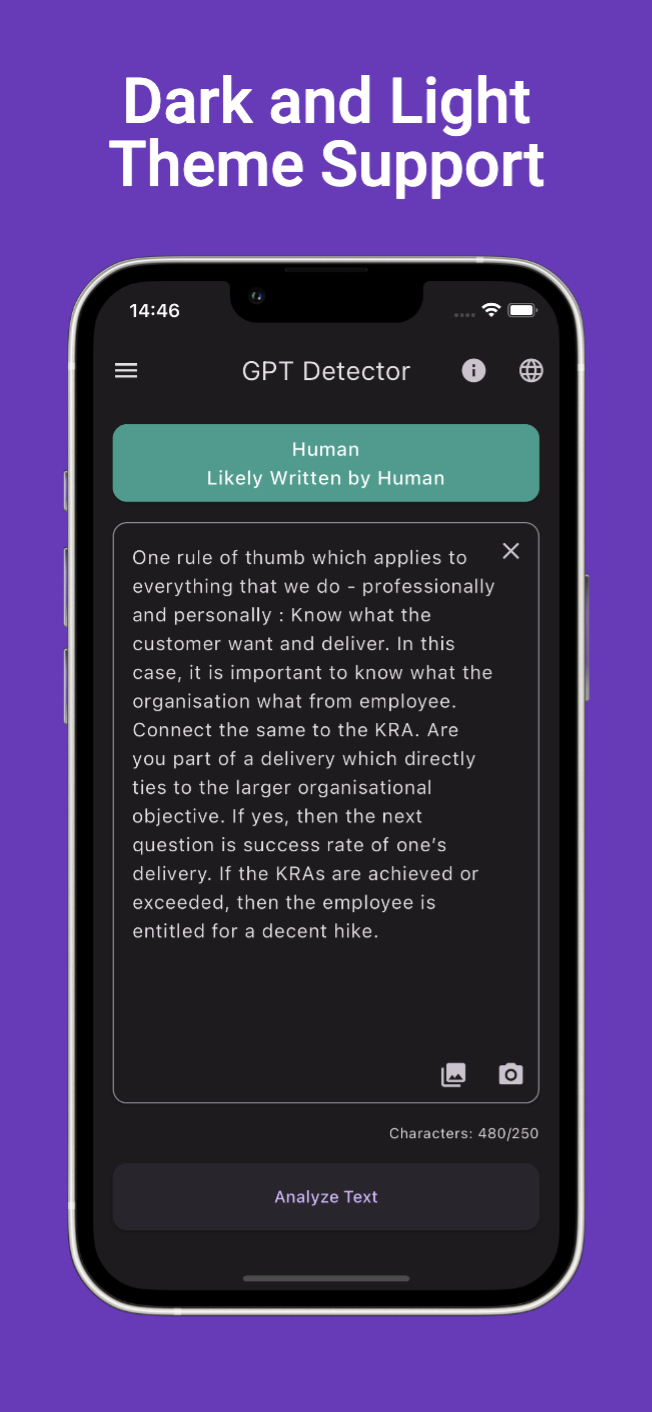 Dark and Light
Theme Support
14:46
GPT Detector
Human
Likely Written by Human
One rule of thumb which applies to
everything that we do - professionally
and personally : Know what the
customer want and deliver. In this
case, it is important to know what the
organisation what from employee.
Connect the same to the KRA. Are
you part of a delivery which directly
ties to the larger organisational
objective. If yes, then the next
question is success rate of one’s
delivery. If the KRAs are achieved or
exceeded, then the employee is
entitled for a decent hike.
Characters: 480/250
Analyze Text